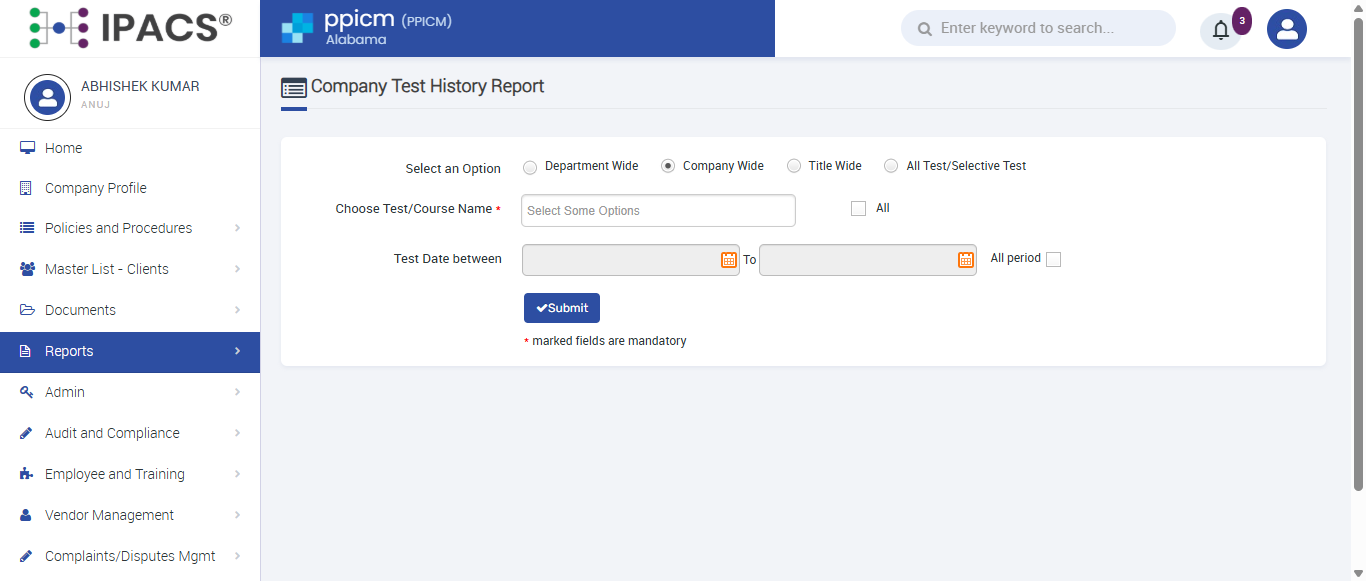 IPACS®
ppicm (PPICM)
Alabama
Enter keyword to search...
3
ABHISHEK KUMAR
ANUJ
Home
Company Profile
Policies and Procedures
Master List - Clients
Documents
Reports
Admin
Audit and Compliance
Employee and Training
Vendor Management
Complaints/Disputes Mgmt
Company Test History Report
Select an Option Department Wide Company Wide Title Wide All Test/Selective Test
Choose Test/Course Name * Select Some Options All
Test Date between To All period
Submit
* marked fields are mandatory